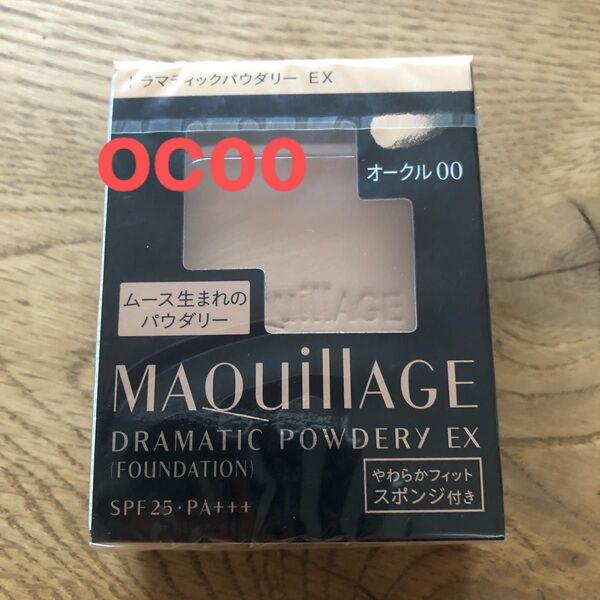 ドラマティックパウダリー EX
OC00
オークル 00
MAQuillAGE
ムース生まれの
パウダリー
MAQuillAGE
DRAMATIC POWDERY EX
(FOUNDATION)
やわらかフィット
スポンジ付き
SPF25・PA+++